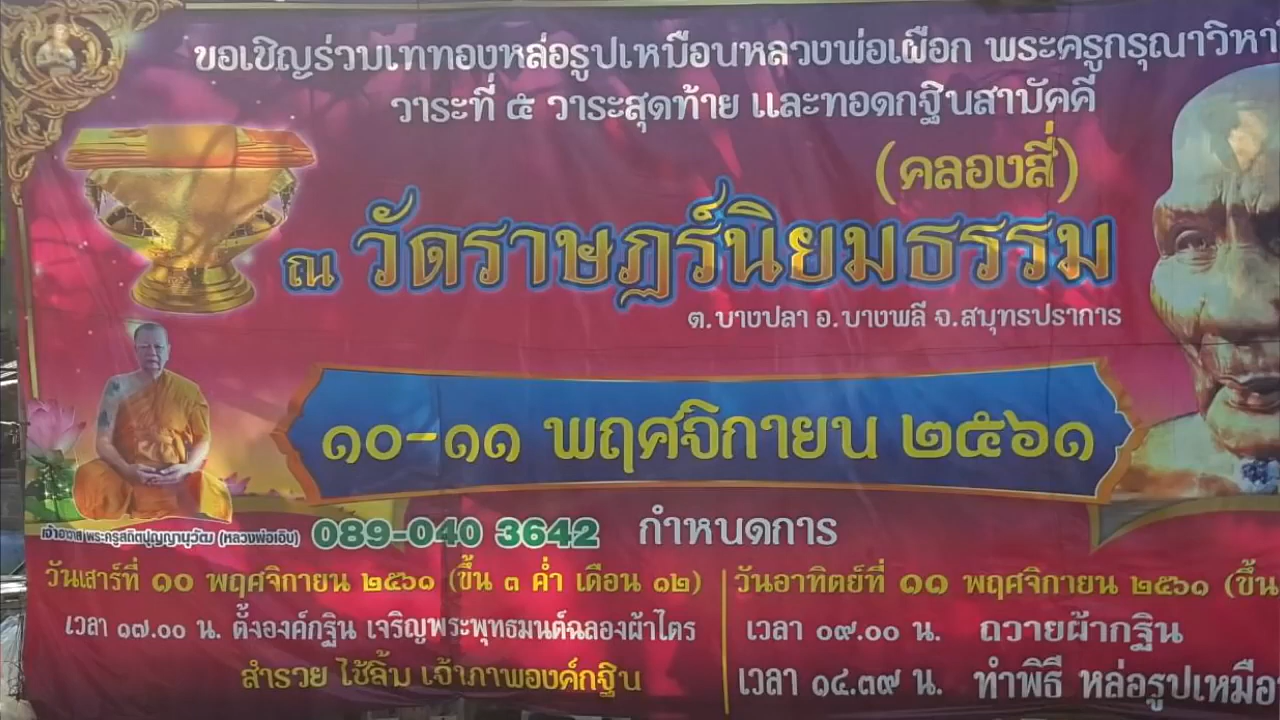 ขอเชิญร่วมเททองหล่อรูปเหมือนหลวงพ่อเผือก พระครูกรุณาวิหา
วาระที่ ๕ วาระสุดท้าย และทอดกฐินสามัคคี
(คลองสี่)
ณ วัดราษฎร์นิยมธรรม
ต.บางปลา อ.บางพลี จ.สมุทรปราการ
๑๐-๑๑ พฤศจิกายน ๒๕๖๑
เจ้าอาวาส พระครูสถิตปุญญานุวัฒ (หลวงพ่อเอิบ) 089-040 3642 กำหนดการ
วันเสาร์ที่ ๑๐ พฤศจิกายน ๒๕๖๑ (ขึ้น ๓ ค่ำ เดือน ๑๒)
เวลา ๑๗.๐๐ น. ตั้งองค์กฐิน เจริญพระพุทธมนต์ฉลองผ้าไตร
สำรวย ไช้ลิ้ม เจ้าภาพองค์กฐิน
วันอาทิตย์ที่ ๑๑ พฤศจิกายน ๒๕๖๑ (ขึ้น
เวลา ๐๙.๐๐ น. ถวายผ้ากฐิน
เวลา ๑๔.๓๙ น. ทำพิธี หล่อรูปเหมือ